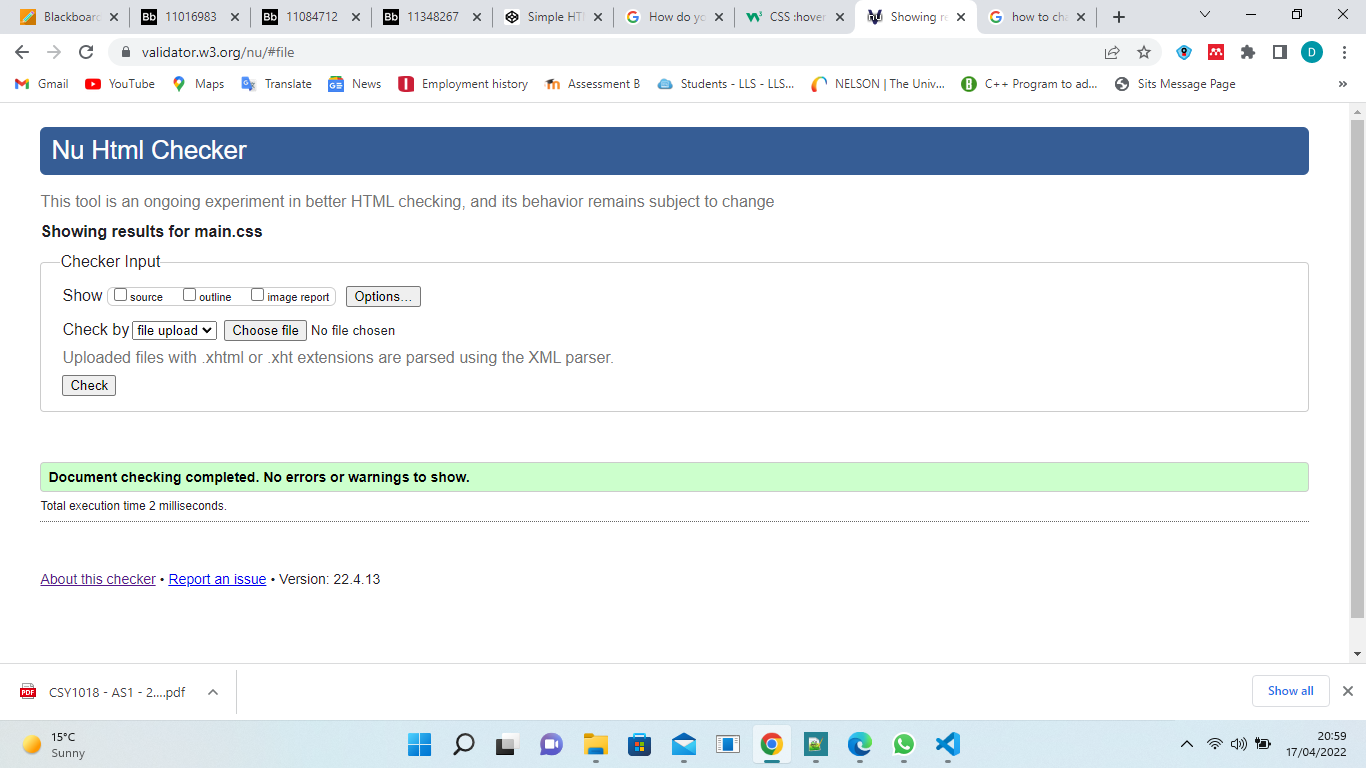 Blackboard
Bb 11016983
Bb 11084712
Bb 11348267
Simple HT
How do yo
CSS :hover
Showing re
how to cha
validator.w3.org/nu/#file
D
Gmail
YouTube
Maps
Translate
News
Employment history
Assessment B
Students - LLS - LLS...
NELSON | The Univ...
C++ Program to ad...
Sits Message Page
»
Nu Html Checker
This tool is an ongoing experiment in better HTML checking, and its behavior remains subject to change
Showing results for main.css
Checker Input
Show source outline image report Options...
Check by file upload Choose file No file chosen
Uploaded files with .xhtml or .xht extensions are parsed using the XML parser.
Check
Document checking completed. No errors or warnings to show.
Total execution time 2 milliseconds.
About this checker • Report an issue • Version: 22.4.13
PDF CSY1018 - AS1 - 2....pdf
Show all
15°C
Sunny
20:59
17/04/2022